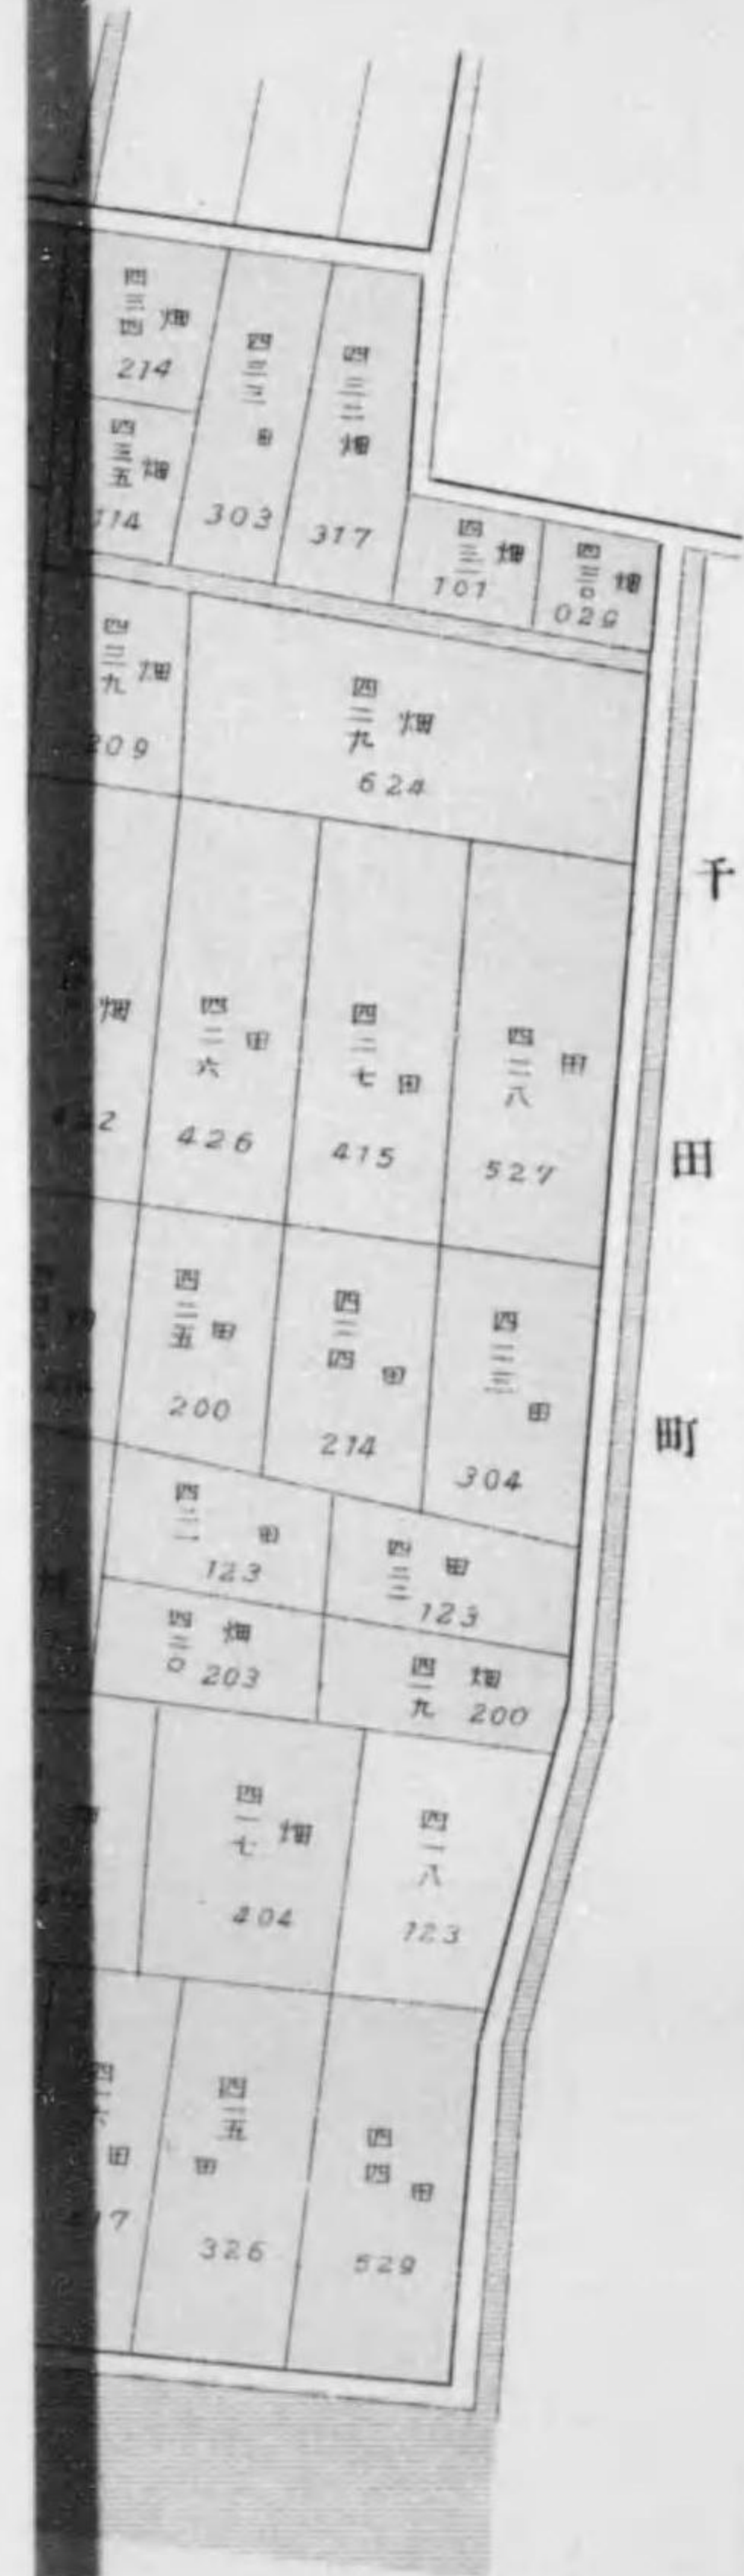 四三四 畑
214
四三五 畑
114
四三三 田
303
四三二 畑
317
四三一 畑
101
四三〇 畑
029
四三九 畑
209
四二九 畑
624
畑
四二六 田
426
四二七 田
415
四二八 田
527
四二五 田
200
四二四 田
214
四二三 田
304
四二一 田
123
四二二 田
123
四二〇 畑
203
四一九 畑
200
四一七 畑
404
四一八
123
田
四一五 田
326
田
529
千田町